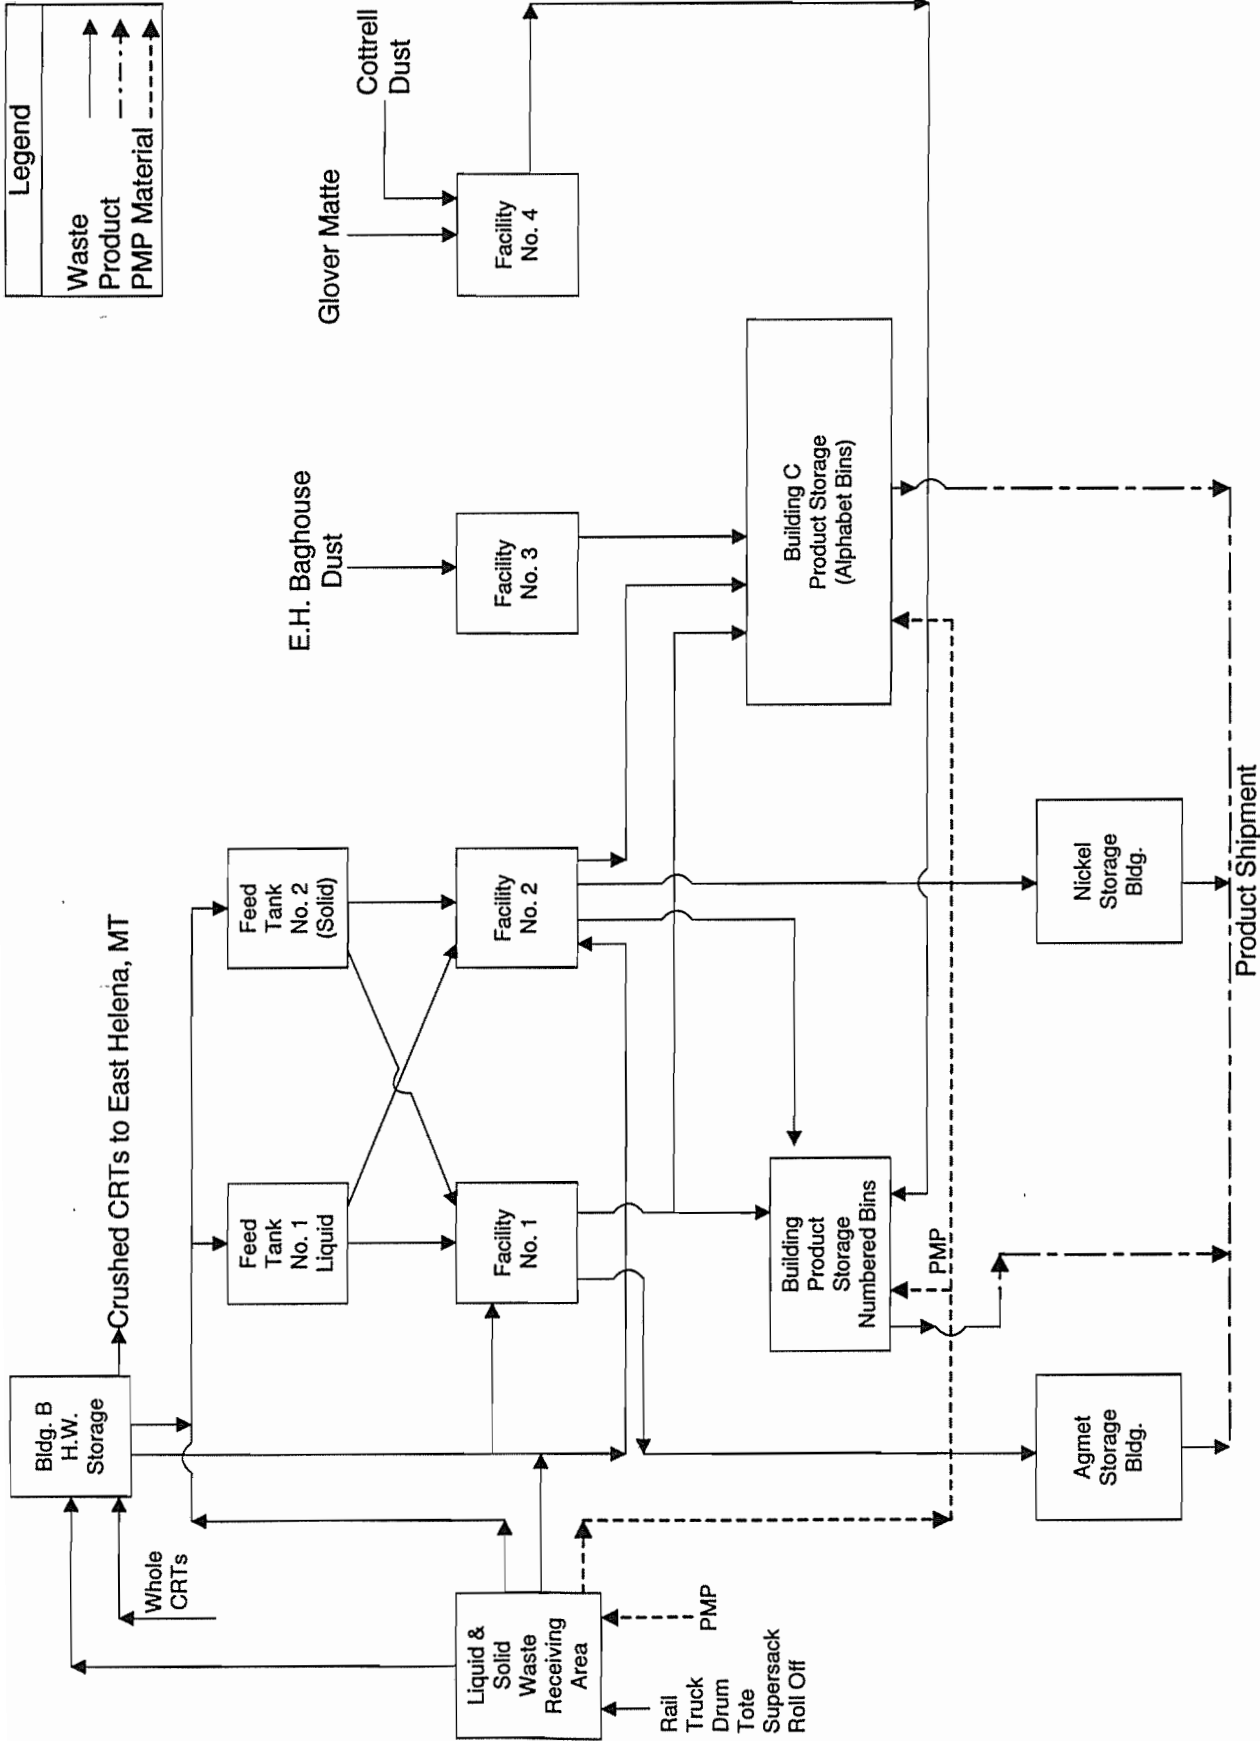 Legend
Waste
Product
PMP Material
Cottrell
Dust
Glover Matte
Facility
No. 4
E.H. Baghouse
Dust
Facility
No. 3
Building C
Product Storage
(Alphabet Bins)
Crushed CRTs to East Helena, MT
Feed
Tank
No. 2
(Solid)
Facility
No. 2
Nickel
Storage
Bldg.
Product Shipment
Feed
Tank
No. 1
Liquid
Facility
No. 1
Building
Product
Storage
Numbered Bins
PMP
Bldg. B
H.W.
Storage
Agmet
Storage
Bldg.
Whole
CRTs
Liquid &
Solid
Waste
Receiving
Area
PMP
Rail
Truck
Drum
Tote
Supersack
Roll Off